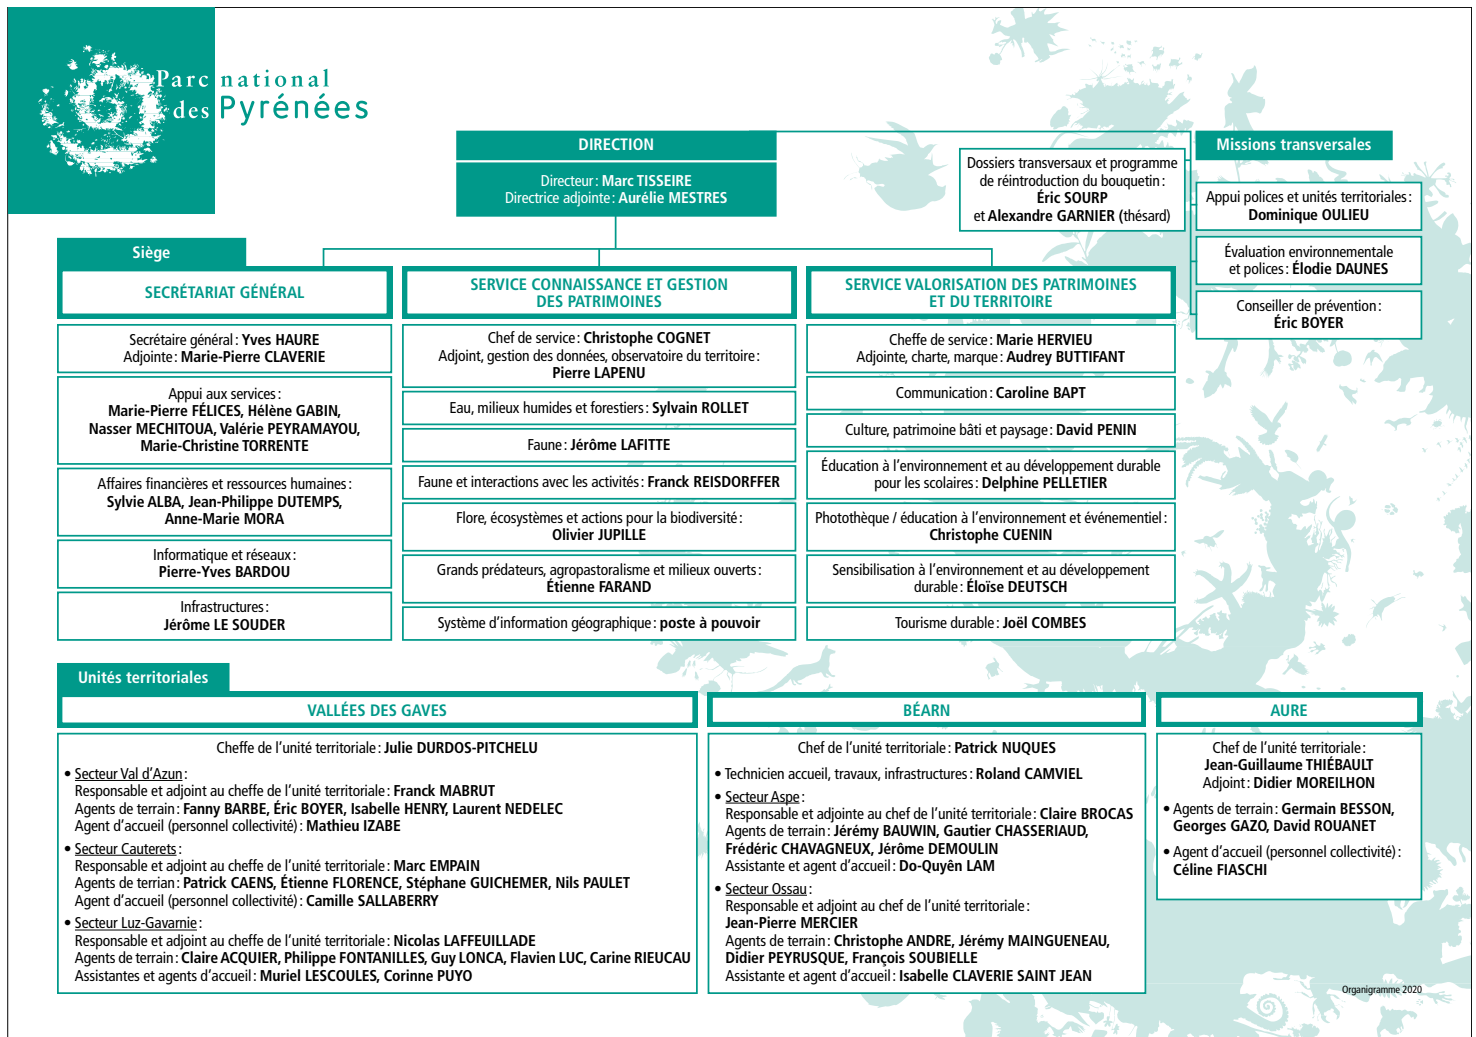 Parc national
des Pyrénées
DIRECTION
Directeur : Marc TISSEIRE
Directrice adjointe : Aurélie MESTRES
Dossiers transversaux et programme
de réintroduction du bouquetin :
Éric SOURP
et Alexandre GARNIER (thésard)
Missions transversales
Appui polices et unités territoriales :
Dominique OULIEU
Évaluation environnementale
et polices : Élodie DAUNES
Conseiller de prévention :
Éric BOYER
Siège
SECRÉTARIAT GÉNÉRAL
Secrétaire général : Yves HAURE
Adjointe : Marie-Pierre CLAVERIE
Appui aux services :
Marie-Pierre FÉLICES, Hélène GABIN,
Nasser MECHITOUA, Valérie PEYRAMAYOU,
Marie-Christine TORRENTE
Affaires financières et ressources humaines :
Sylvie ALBA, Jean-Philippe DUTEMPS,
Anne-Marie MORA
Informatique et réseaux :
Pierre-Yves BARDOU
Infrastructures :
Jérôme LE SOUDER
SERVICE CONNAISSANCE ET GESTION
DES PATRIMOINES
Chef de service : Christophe COGNET
Adjoint, gestion des données, observatoire du territoire :
Pierre LAPENU
Eau, milieux humides et forestiers : Sylvain ROLLET
Faune : Jérôme LAFITTE
Faune et interactions avec les activités : Franck REISDORFFER
Flore, écosystèmes et actions pour la biodiversité :
Olivier JUPILLE
Grands prédateurs, agropastoralisme et milieux ouverts :
Étienne FARAND
Système d'information géographique : poste à pouvoir
SERVICE VALORISATION DES PATRIMOINES
ET DU TERRITOIRE
Cheffe de service : Marie HERVIEU
Adjointe, charte, marque : Audrey BUTTIFANT
Communication : Caroline BAPT
Culture, patrimoine bâti et paysage : David PENIN
Éducation à l'environnement et au développement durable
pour les scolaires : Delphine PELLETIER
Photothèque / éducation à l'environnement et événementiel :
Christophe CUENIN
Sensibilisation à l'environnement et au développement
durable : Éloïse DEUTSCH
Tourisme durable : Joël COMBES
Unités territoriales
VALLÉES DES GAVES
Cheffe de l'unité territoriale : Julie DURDOS-PITCHELU
• Secteur Val d'Azun :
Responsable et adjoint au cheffe de l'unité territoriale : Franck MABRUT
Agents de terrain : Fanny BARBE, Éric BOYER, Isabelle HENRY, Laurent NEDELEC
Agent d'accueil (personnel collectivité) : Mathieu IZABE
• Secteur Cauterets :
Responsable et adjoint au cheffe de l'unité territoriale : Marc EMPAIN
Agents de terrian : Patrick CAENS, Étienne FLORENCE, Stéphane GUICHEMER, Nils PAULET
Agent d'accueil (personnel collectivité) : Camille SALLABERRY
• Secteur Luz-Gavarnie :
Responsable et adjoint au cheffe de l'unité territoriale : Nicolas LAFFEUILLADE
Agents de terrain : Claire ACQUIER, Philippe FONTANILLES, Guy LONCA, Flavien LUC, Carine RIEUCAU
Assistantes et agents d'accueil : Muriel LESCOULES, Corinne PUYO
BÉARN
Chef de l'unité territoriale : Patrick NUQUES
• Technicien accueil, travaux, infrastructures : Roland CAMVIEL
• Secteur Aspe :
Responsable et adjointe au chef de l'unité territoriale : Claire BROCAS
Agents de terrain : Jérémy BAUWIN, Gautier CHASSERIAUD,
Frédéric CHAVAGNEUX, Jérôme DEMOULIN
Assistante et agent d'accueil : Do-Quyên LAM
• Secteur Ossau :
Responsable et adjoint au chef de l'unité territoriale :
Jean-Pierre MERCIER
Agents de terrain : Christophe ANDRE, Jérémy MAINGUENEAU,
Didier PEYRUSQUE, François SOUBIELLE
Assistante et agent d'accueil : Isabelle CLAVERIE SAINT JEAN
AURE
Chef de l'unité territoriale :
Jean-Guillaume THIÉBAULT
Adjoint : Didier MOREILHON
• Agents de terrain : Germain BESSON,
Georges GAZO, David ROUANET
• Agent d'accueil (personnel collectivité) :
Céline FIASCHI
Organigramme 2020